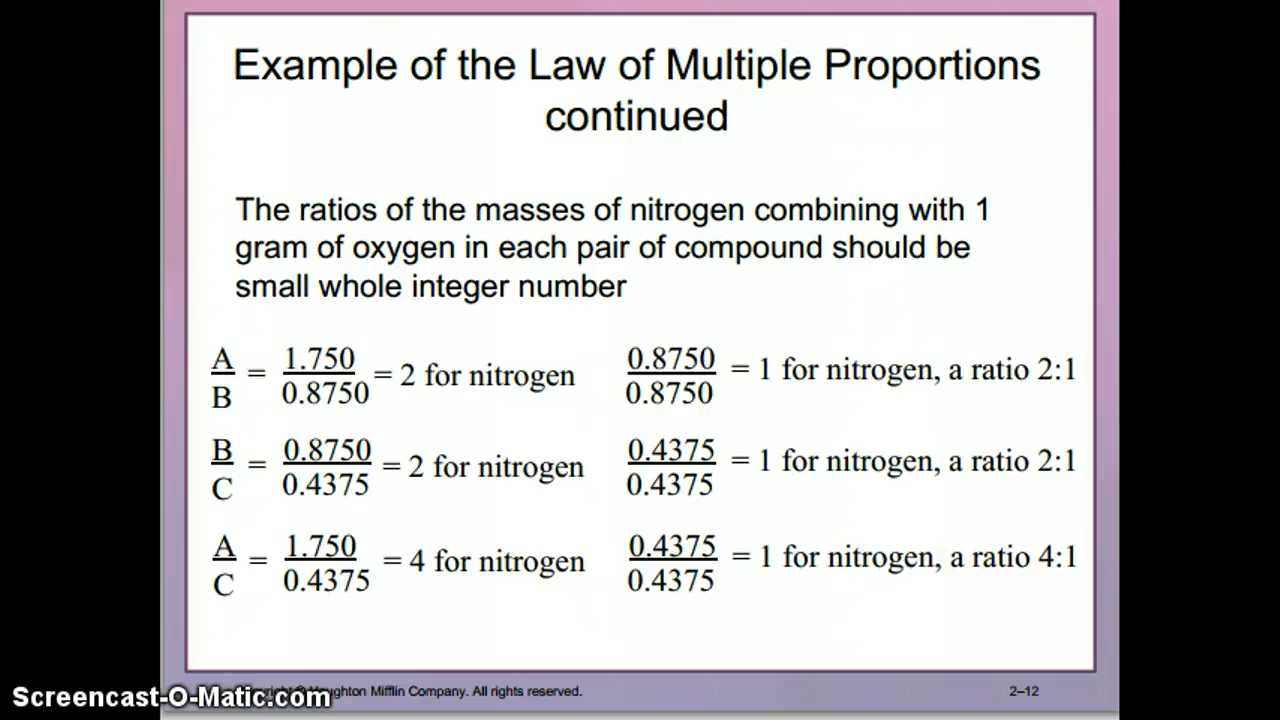 Example of the Law of Multiple Proportions
continued
The ratios of the masses of nitrogen combining with 1
gram of oxygen in each pair of compound should be
small whole integer number
A/B = 1.750/0.8750 = 2 for nitrogen 0.8750/0.8750 = 1 for nitrogen, a ratio 2:1
B/C = 0.8750/0.4375 = 2 for nitrogen 0.4375/0.4375 = 1 for nitrogen, a ratio 2:1
A/C = 1.750/0.4375 = 4 for nitrogen 0.4375/0.4375 = 1 for nitrogen, a ratio 4:1
Screencast-O-Matic.com Mifflin Company. All rights reserved. 2–12